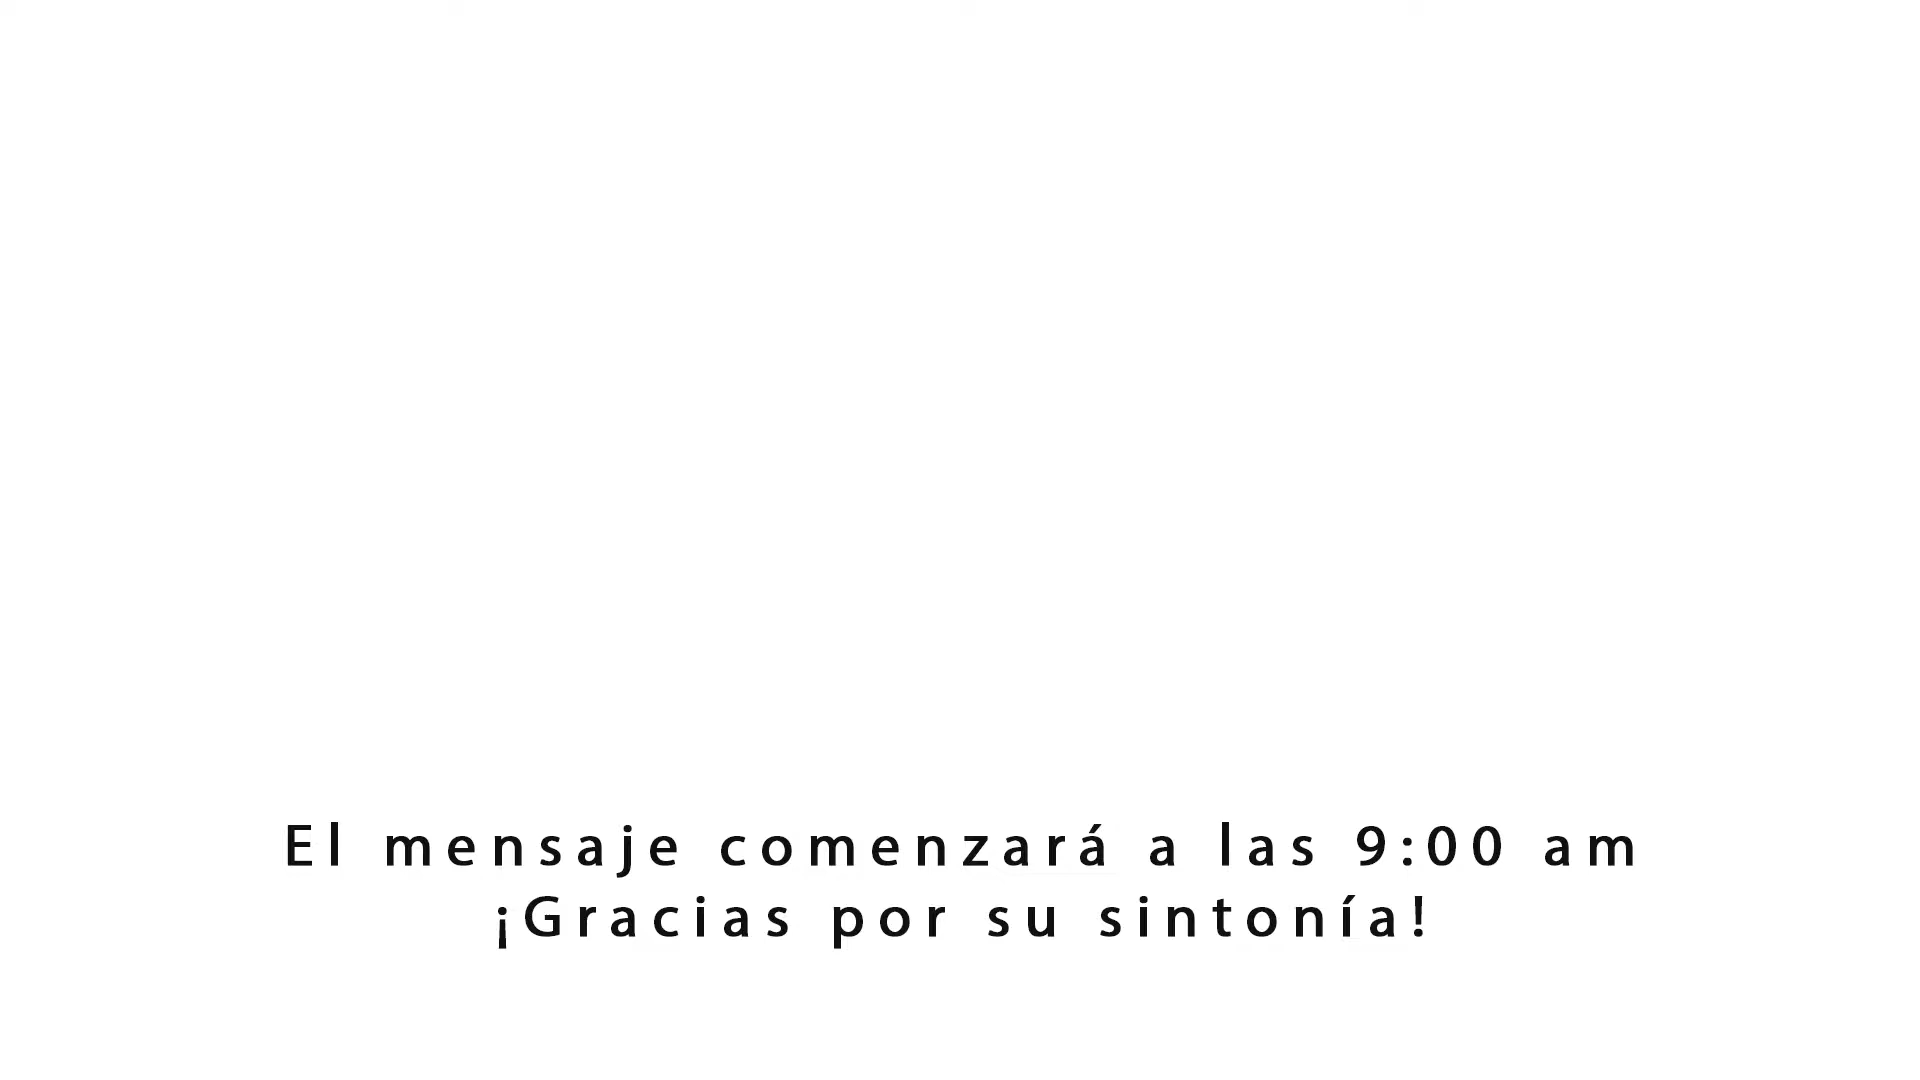 El mensaje comenzará a las 9:00 am
¡Gracias por su sintonía!